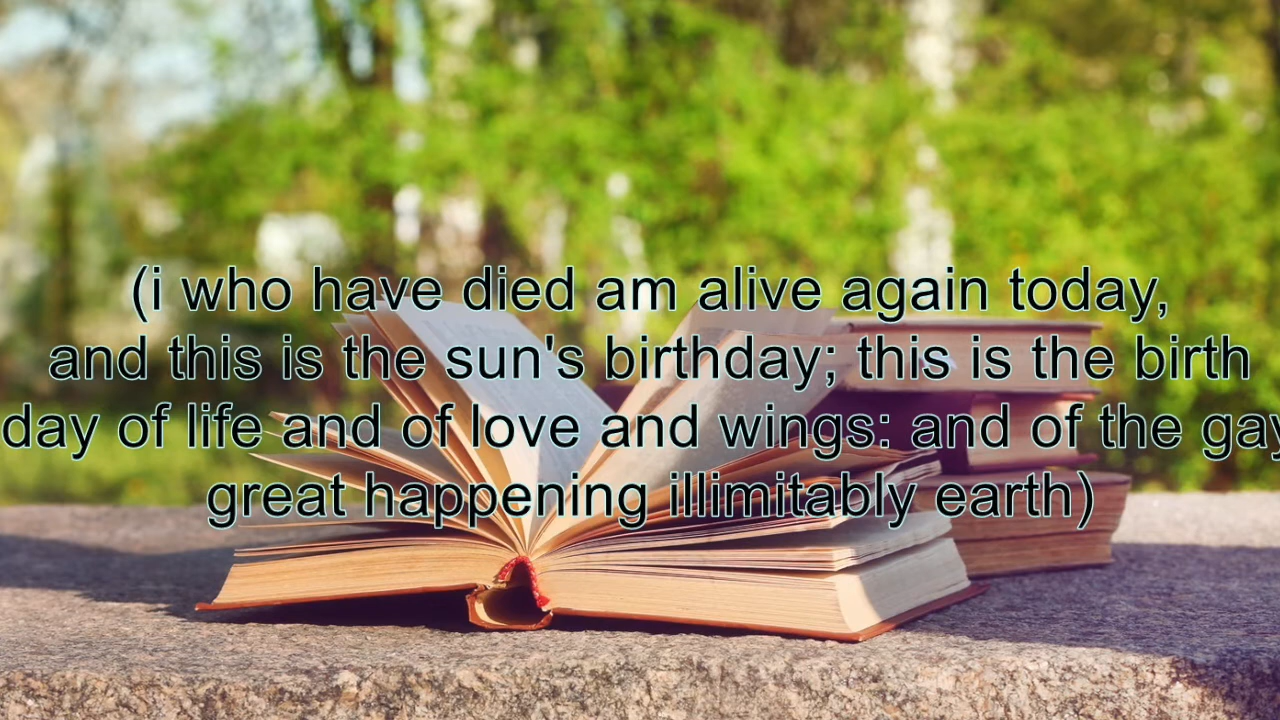 (i who have died am alive again today,
and this is the sun's birthday; this is the birth
day of life and of love and wings: and of the gay
great happening illimitably earth)